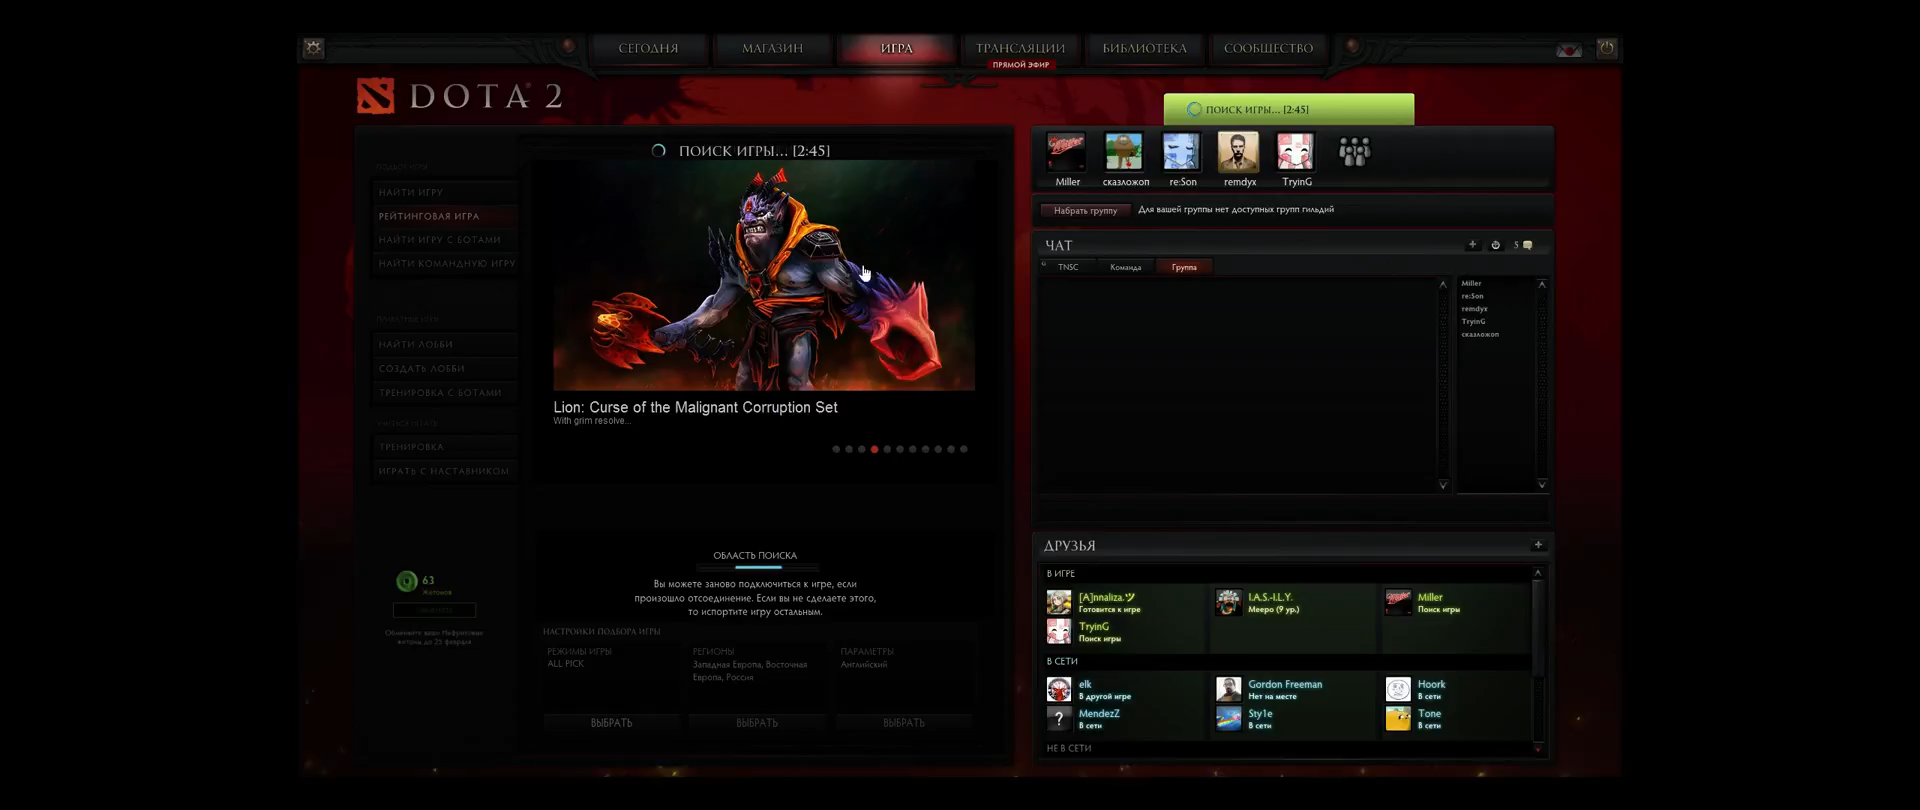 СЕГОДНЯ
МАГАЗИН
ИГРА
ТРАНСЛЯЦИИ
ПРЯМОЙ ЭФИР
БИБЛИОТЕКА
СООБЩЕСТВО
DOTA 2
ПОИСК ИГРЫ... [2:45]
НАЙТИ ИГРУ
РЕЙТИНГОВАЯ ИГРА
НАЙТИ ИГРУ С БОТАМИ
НАЙТИ КОМАНДНУЮ ИГРУ
НАЙТИ ЛОББИ
СОЗДАТЬ ЛОББИ
ТРЕНИРОВКА С БОТАМИ
ТРЕНИРОВКА
ИГРАТЬ С НАСТАВНИКОМ
63
Жетонов
ПОИСК ИГРЫ... [2:45]
Lion: Curse of the Malignant Corruption Set
With grim resolve...
ОБЛАСТЬ ПОИСКА
Вы можете заново подключиться к игре, если
произошло отсоединение. Если вы не сделаете этого,
то испортите игру остальным.
НАСТРОЙКИ ПОДБОРА ИГРЫ
РЕЖИМЫ ИГРЫ
ALL PICK
ВЫБРАТЬ
РЕГИОНЫ
Западная Европа, Восточная
Европа, Россия
ВЫБРАТЬ
ПАРАМЕТРЫ
Английский
ВЫБРАТЬ
Miller
сказложоп
re:Son
remdyx
TryinG
Набрать группу
Для вашей группы нет доступных групп гильдий
ЧАТ
5
TNSC
Команда
Группа
Miller
re:Son
remdyx
TryinG
сказложоп
ДРУЗЬЯ
В ИГРЕ
[A]nnaliza.ツ
Готовится к игре
I.A.S.-I.L.Y.
Мееро (9 ур.)
Miller
Поиск игры
TryinG
Поиск игры
В СЕТИ
elk
В другой игре
Gordon Freeman
Нет на месте
Hoork
В сети
MendezZ
В сети
Sty1e
В сети
Tone
В сети
НЕ В СЕТИ